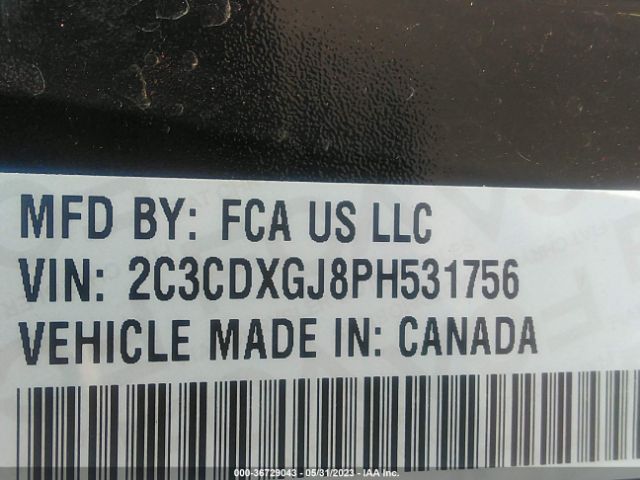 MFD BY: FCA US LLC
VIN: 2C3CDXGJ8PH531756
VEHICLE MADE IN: CANADA
000-36729043 - 05/31/2023 - IAA Inc.